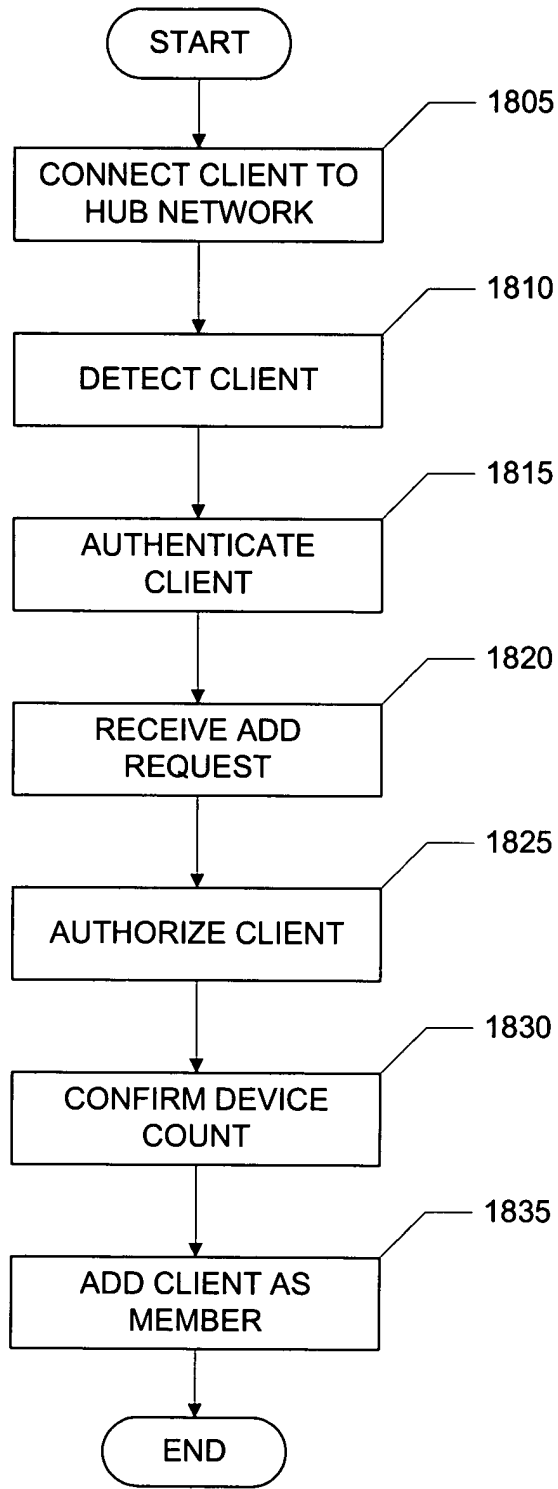 START
1805
CONNECT CLIENT TO
HUB NETWORK
1810
DETECT CLIENT
1815
AUTHENTICATE
CLIENT
1820
RECEIVE ADD
REQUEST
1825
AUTHORIZE CLIENT
1830
CONFIRM DEVICE
COUNT
1835
ADD CLIENT AS
MEMBER
END